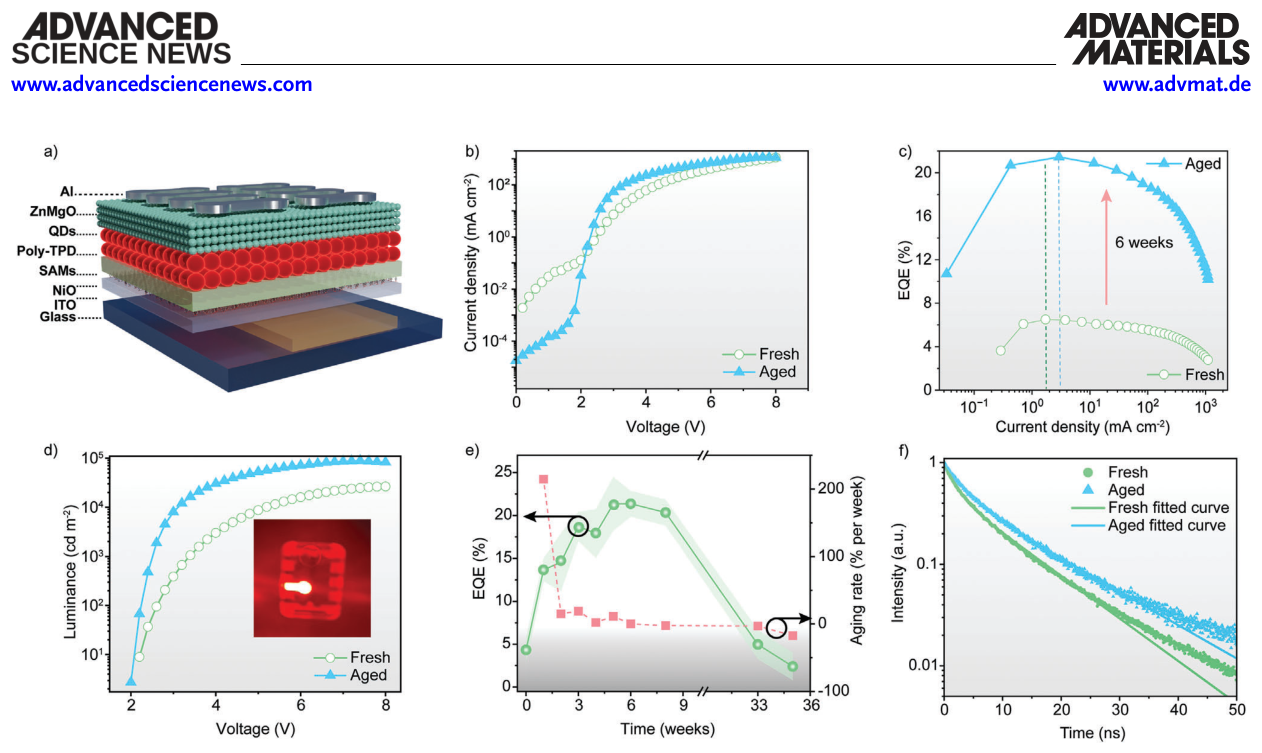 ADVANCED
SCIENCE NEWS
www.advancedsciencenews.com
ADVANCED
MATERIALS
www.advmat.de
a)
Al
ZnMgO
QDs
Poly-TPD
SAMs
NiO
ITO
Glass
b)
Current density (mA cm-2)
10²
10⁰
10⁻²
10⁻⁴
Fresh
Aged
0 2 4 6 8
Voltage (V)
c)
EQE (%)
20
16
12
8
4
0
Aged
6 weeks
Fresh
10⁻¹ 10⁰ 10¹ 10² 10³
Current density (mA cm-2)
d)
Luminance (cd m-2)
10⁵
10⁴
10³
10²
10¹
Fresh
Aged
2 4 6 8
Voltage (V)
e)
EQE (%)
25
20
15
10
5
0
200
100
0
-100
Aging rate (% per week)
0 3 6 9 33 36
Time (weeks)
f)
Intensity (a.u.)
1
0.1
0.01
Fresh
Aged
Fresh fitted curve
Aged fitted curve
0 10 20 30 40 50
Time (ns)